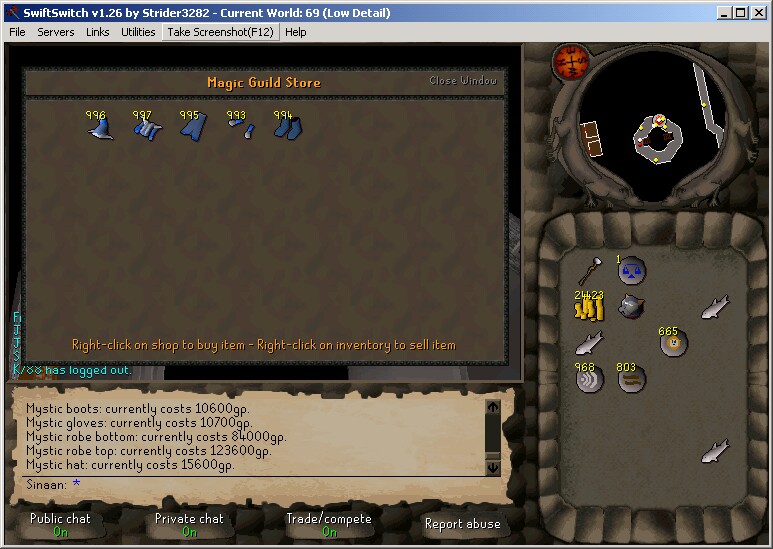 SwiftSwitch v1.26 by Strider3282 - Current World: 69 (Low Detail)
File Servers Links Utilities Take Screenshot(F12) Help
Magic Guild Store
Close Window
996 997 995 993 994
1
24423
665
968 803
Right-click on shop to buy item - Right-click on inventory to sell item
has logged out.
Mystic boots: currently costs 10600gp.
Mystic gloves: currently costs 10700gp.
Mystic robe bottom: currently costs 84000gp.
Mystic robe top: currently costs 123600gp.
Mystic hat: currently costs 15600gp.
Sinaan: *
Public chat
On
Private chat
On
Trade/compete
On
Report abuse